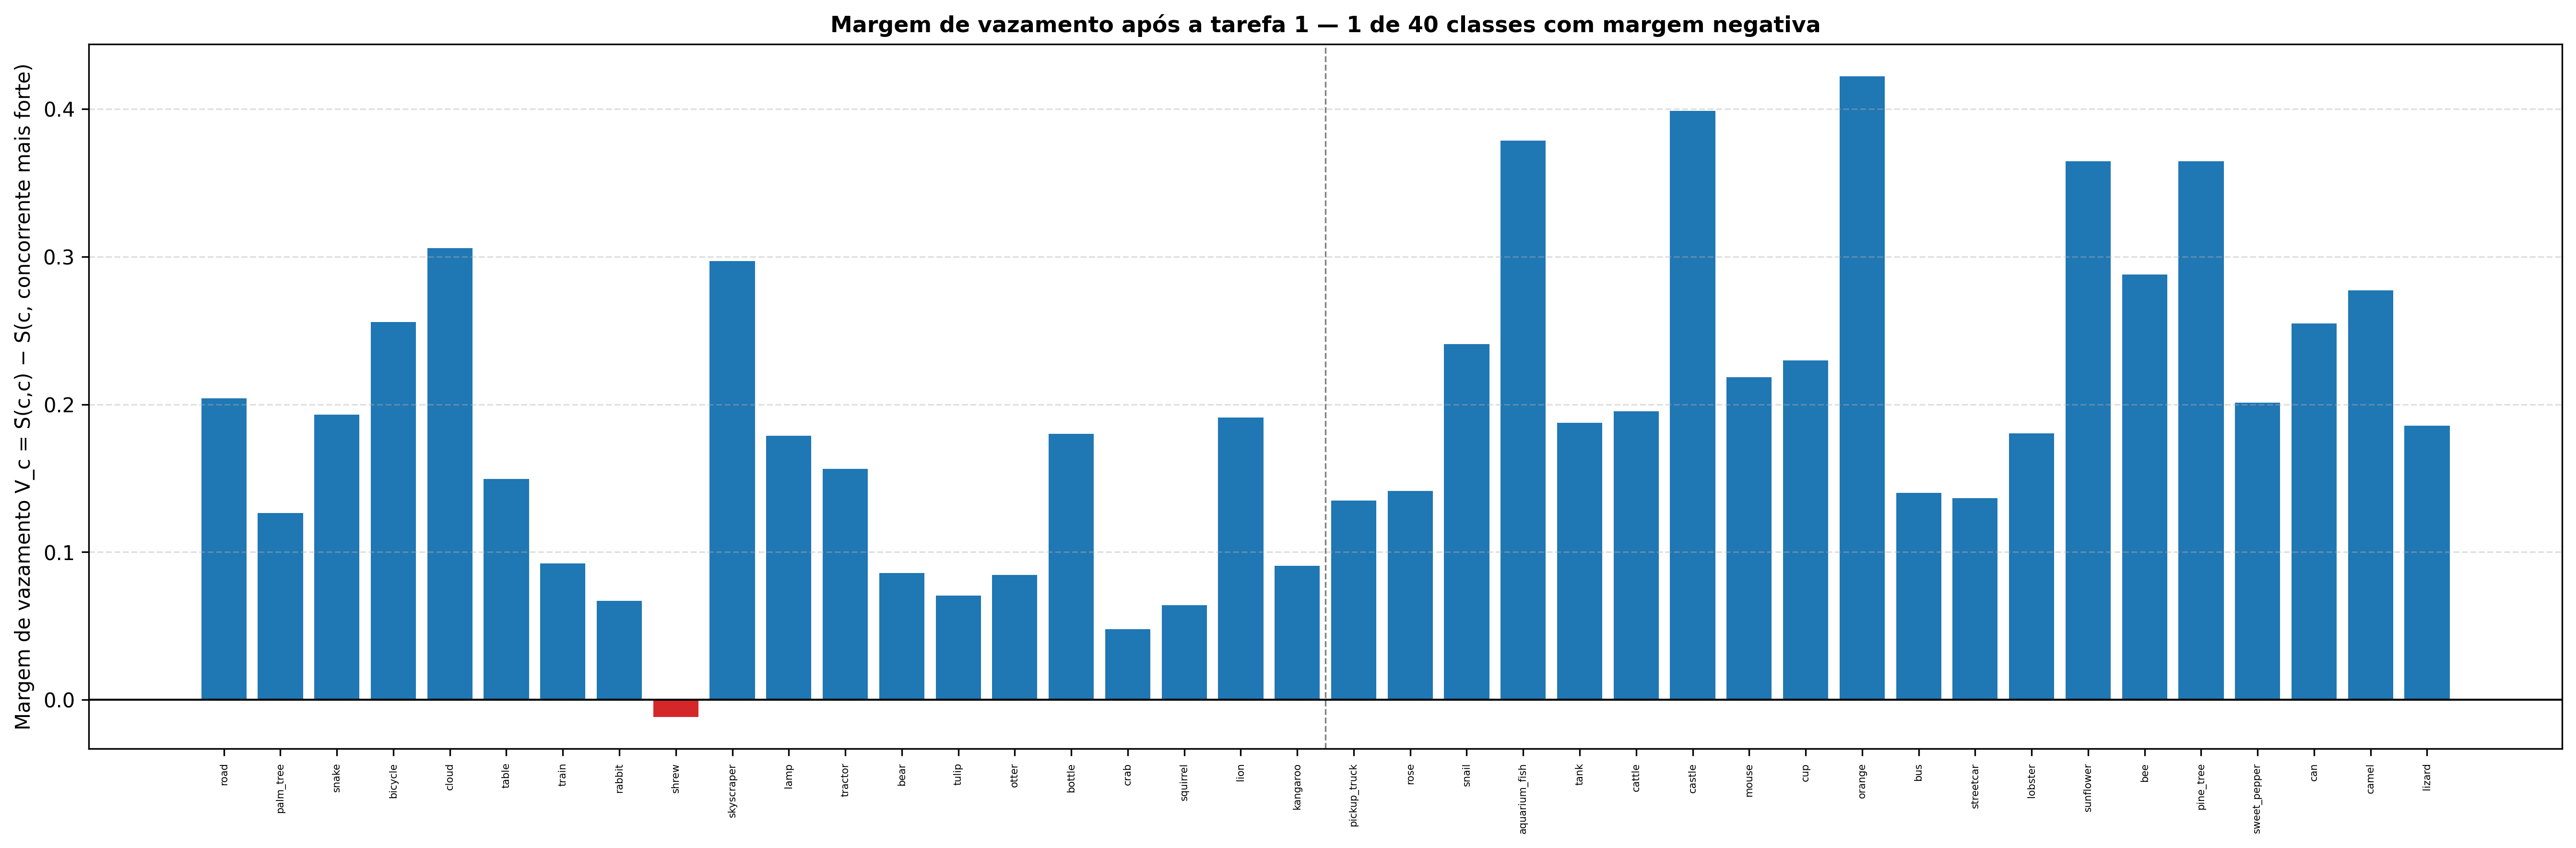 Margem de vazamento após a tarefa 1 — 1 de 40 classes com margem negativa
Margem de vazamento V_c = S(c,c) − S(c, concorrente mais forte)
0.4
0.3
0.2
0.1
0.0
road
palm_tree
snake
bicycle
cloud
table
train
rabbit
shrew
skyscraper
lamp
tractor
bear
tulip
otter
bottle
crab
squirrel
lion
kangaroo
pickup_truck
rose
snail
aquarium_fish
tank
cattle
castle
mouse
cup
orange
bus
streetcar
lobster
sunflower
bee
pine_tree
sweet_pepper
can
camel
lizard